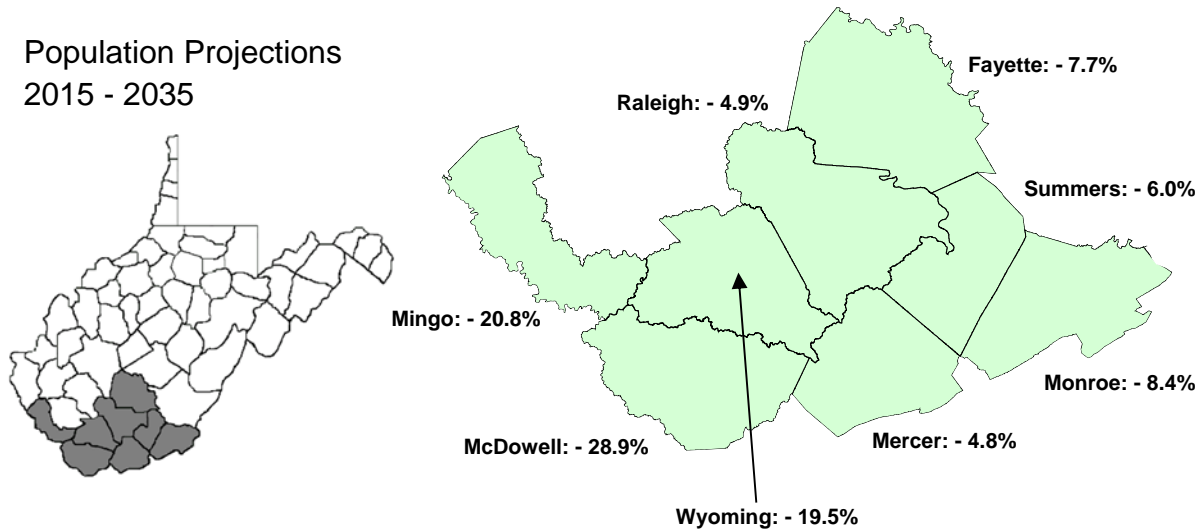 Population Projections
2015 - 2035
Fayette: - 7.7%
Raleigh: - 4.9%
Summers: - 6.0%
Mingo: - 20.8%
Monroe: - 8.4%
McDowell: - 28.9%
Mercer: - 4.8%
Wyoming: - 19.5%